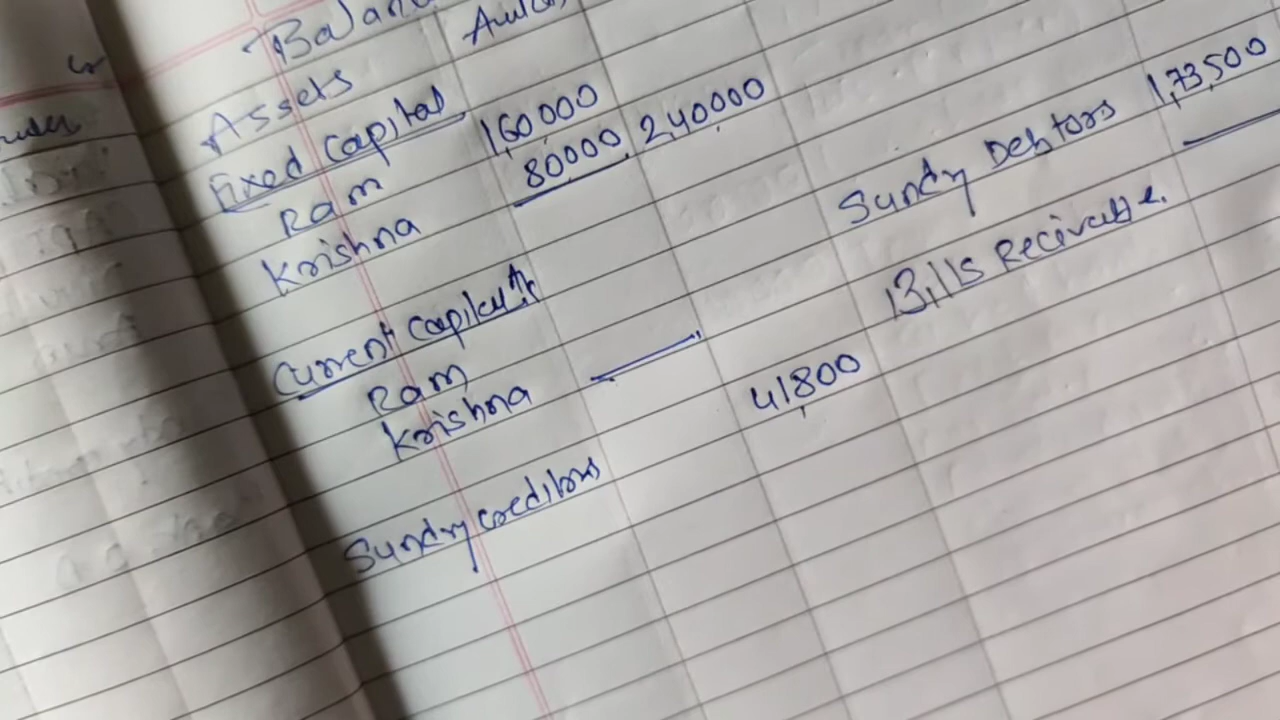 Assets
Fixed Capital
Ram 160000
Krishna 80000 240000
Current Capital A/c
Ram
Krishna
Sundry Creditors 41800
Sundry Debtors 1,73,500
Bills Recivable.